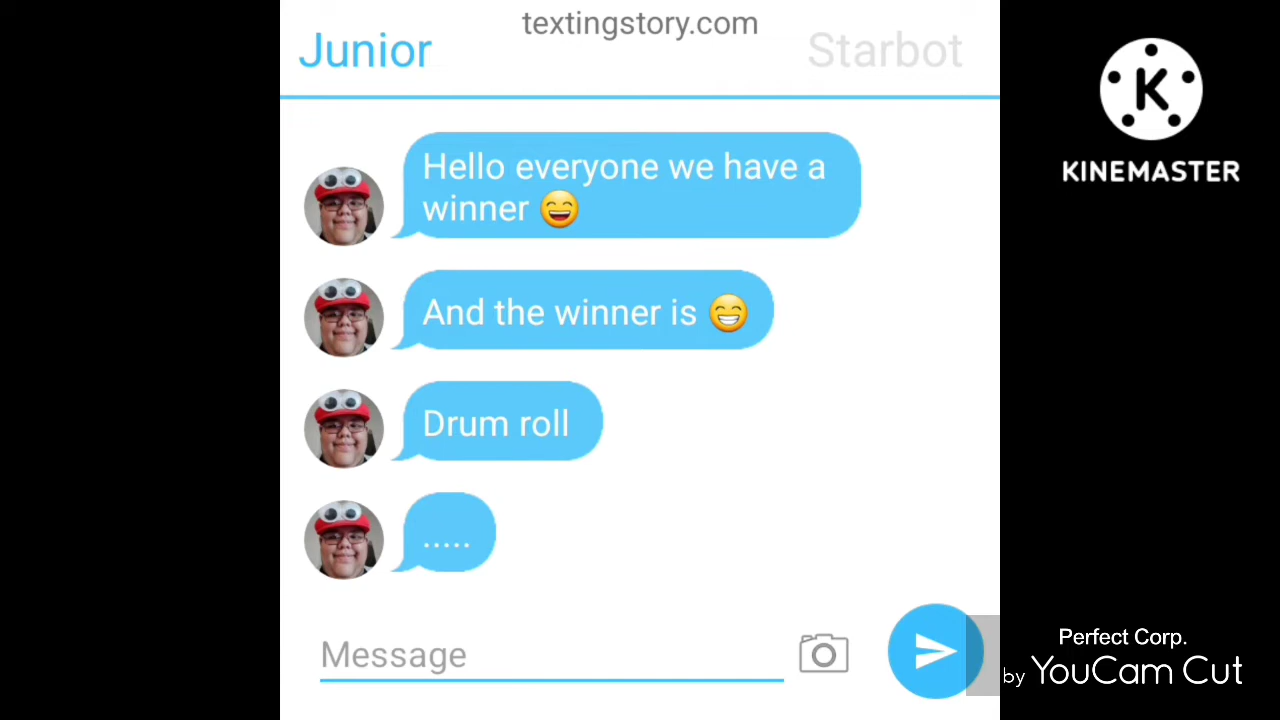 textingstory.com
Junior
Starbot
Hello everyone we have a
winner 😄
And the winner is 😁
Drum roll
.....
Message
K
KINEMASTER
Perfect Corp.
by YouCam Cut